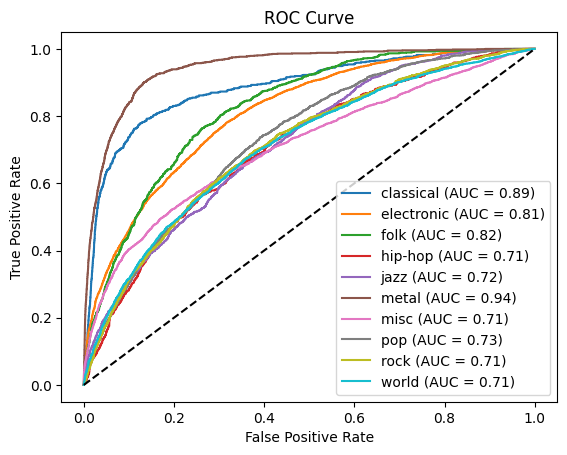 ROC Curve
True Positive Rate
1.0
0.8
0.6
0.4
0.2
0.0
classical (AUC = 0.89)
electronic (AUC = 0.81)
folk (AUC = 0.82)
hip-hop (AUC = 0.71)
jazz (AUC = 0.72)
metal (AUC = 0.94)
misc (AUC = 0.71)
pop (AUC = 0.73)
rock (AUC = 0.71)
world (AUC = 0.71)
0.0 0.2 0.4 0.6 0.8 1.0
False Positive Rate